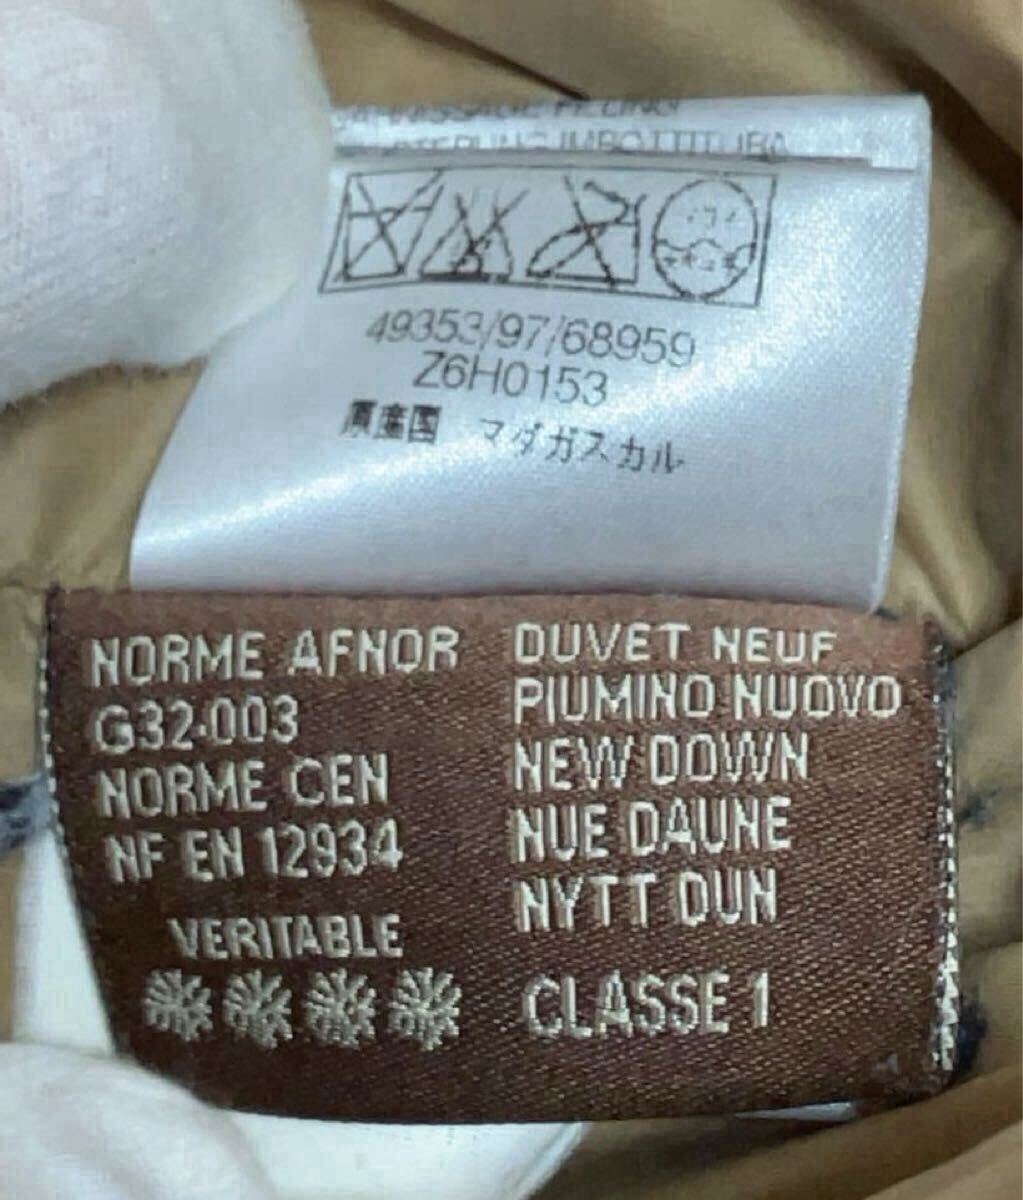 49353/97/68959
Z6H0153
原産国 マダガスカル
NORME AFNOR
G32-003
NORME CEN
NF EN 12934
VERITABLE
DUVET NEUF
PIUMINO NUOVO
NEW DOWN
NUE DAUNE
NYTT DUN
CLASSE 1